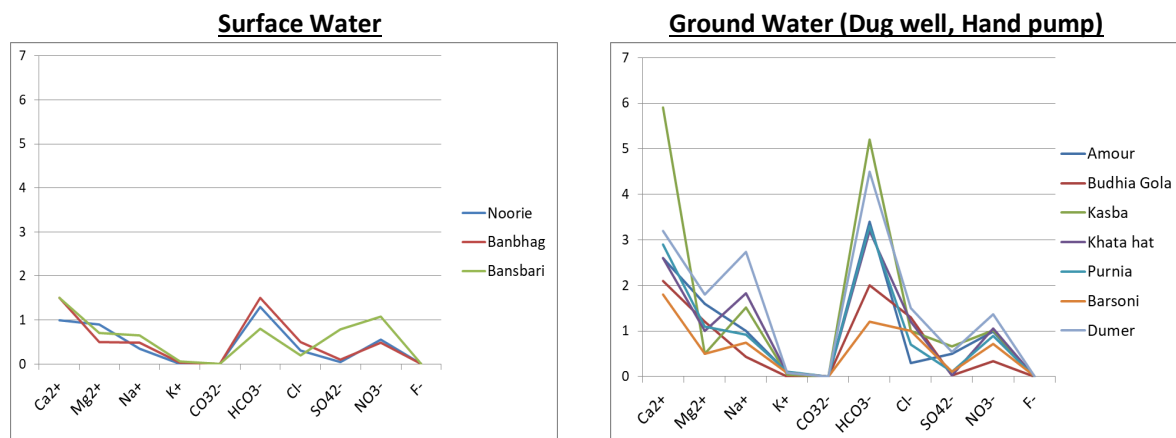 Surface Water
7
6
5
4
3
2
1
0
Ca2+ Mg2+ Na+ K+ CO32- HCO3- Cl- SO42- NO3- F-
Noorie
Banbhag
Bansbari
Ground Water (Dug well, Hand pump)
7
6
5
4
3
2
1
0
Ca2+ Mg2+ Na+ K+ CO32- HCO3- Cl- SO42- NO3- F-
Amour
Budhia Gola
Kasba
Khata hat
Purnia
Barsoni
Dumer